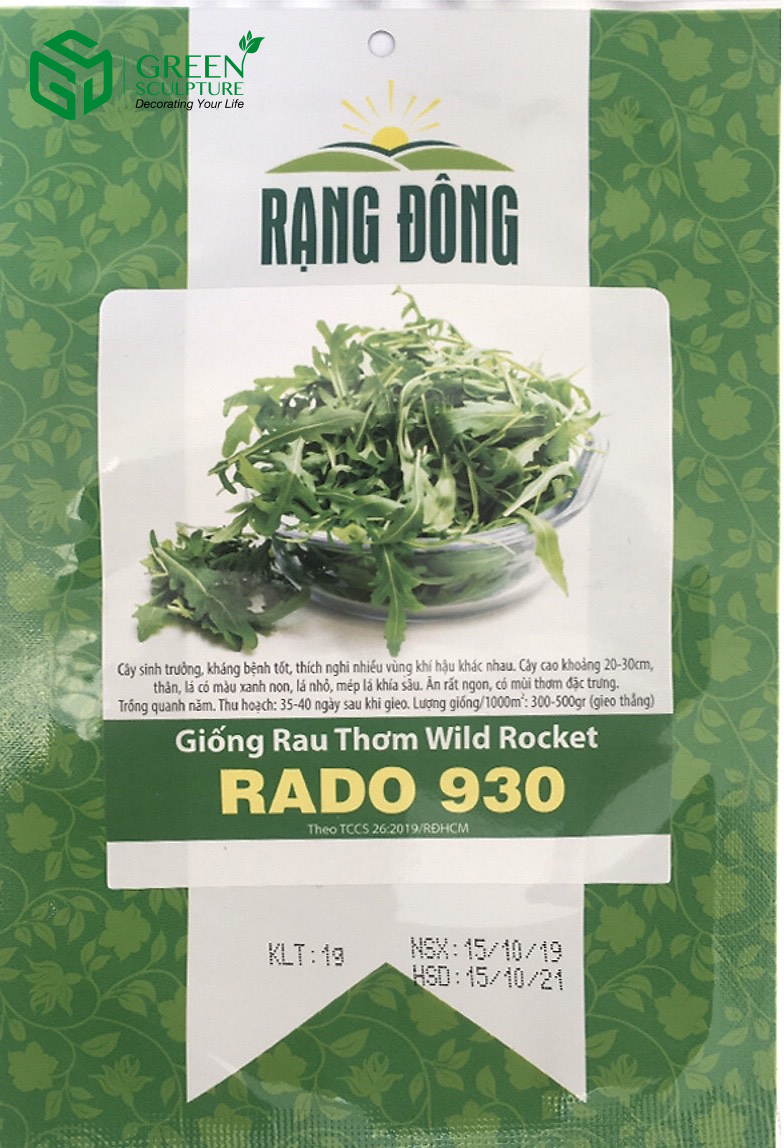 GREEN
SCULPTURE
Decorating Your Life
RẠNG ĐÔNG
Cây sinh trưởng, kháng bệnh tốt, thích nghi nhiều vùng khí hậu khác nhau. Cây cao khoảng 20-30cm,
thân, lá có màu xanh non, lá nhỏ, mép lá khía sâu. Ăn rất ngon, có mùi thơm đặc trưng.
Trồng quanh năm. Thu hoạch: 35-40 ngày sau khi gieo. Lượng giống/1000m²: 300-500gr (gieo thẳng)
Giống Rau Thơm Wild Rocket
RADO 930
Theo TCCS 26:2019/RĐHCM
KLT:1g NSX:15/10/19
HSD:15/10/21